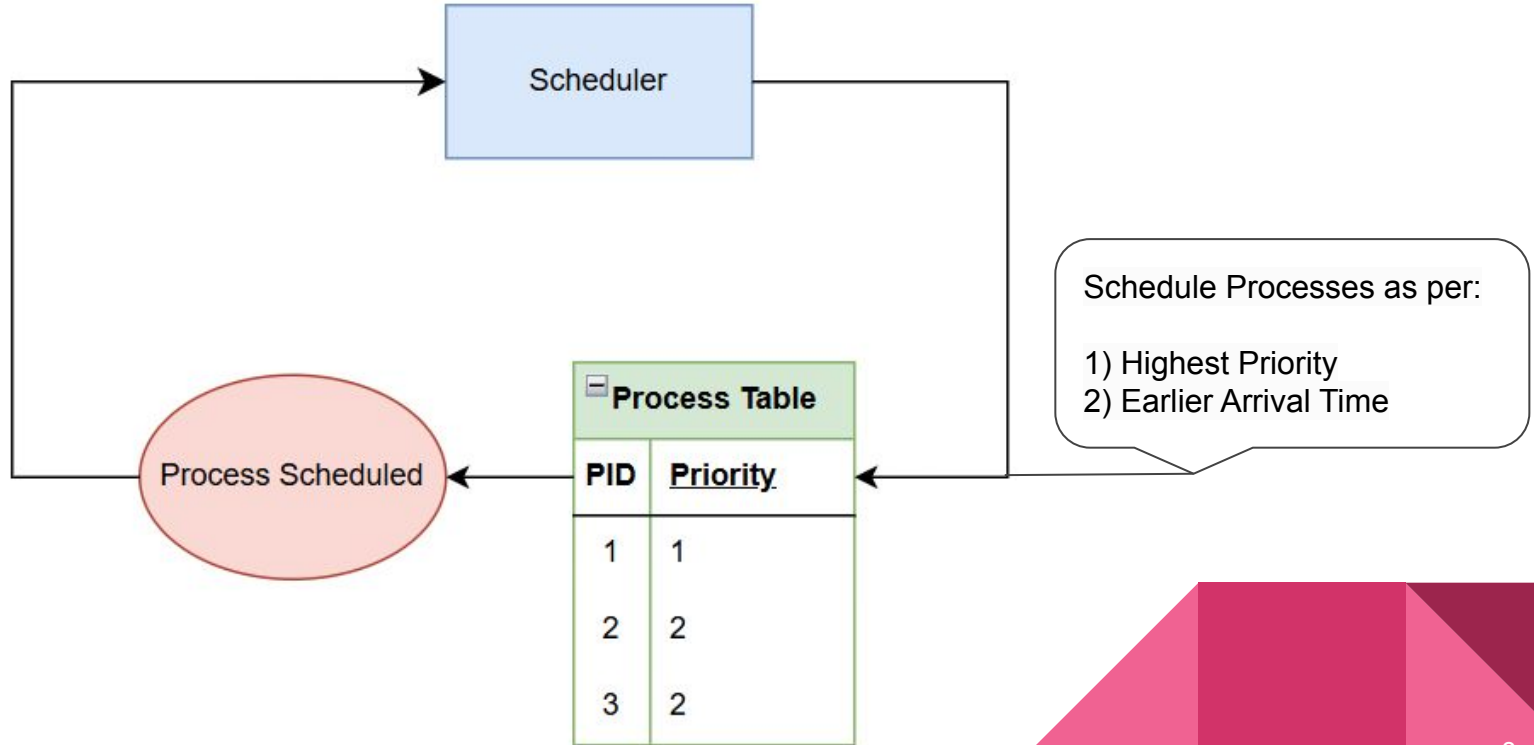 Scheduler
Schedule Processes as per:
1) Highest Priority
2) Earlier Arrival Time
Process Scheduled
Process Table
PID Priority
1 1
2 2
3 2